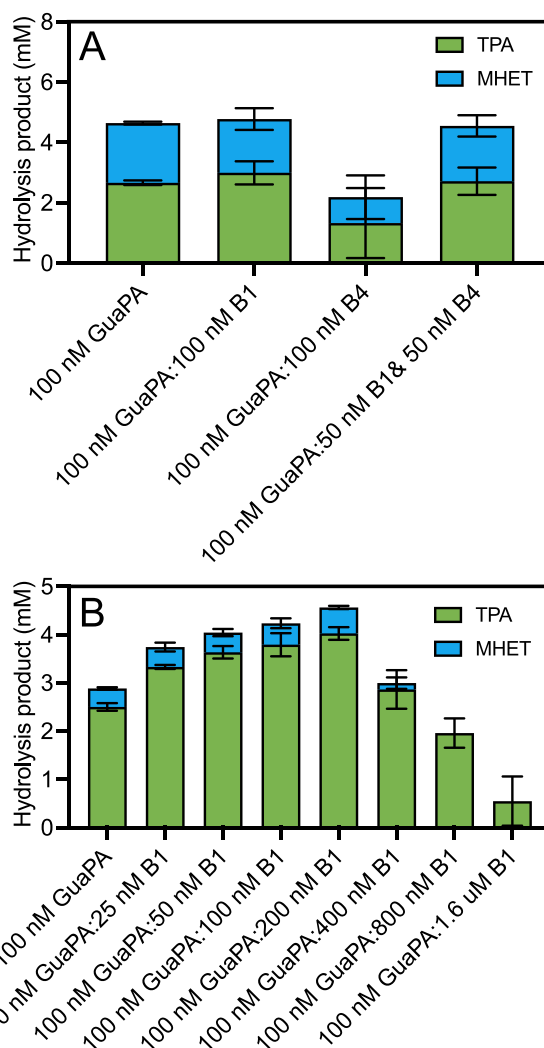 A
TPA
MHET
Hydrolysis product (mM)
8
6
4
2
0
100 nM GuaPA
100 nM GuaPA:100 nM B1
100 nM GuaPA:100 nM B4
100 nM GuaPA:50 nM B1& 50 nM B4
B
TPA
MHET
Hydrolysis product (mM)
5
4
3
2
1
0
100 nM GuaPA
0 nM GuaPA:25 nM B1
100 nM GuaPA:50 nM B1
100 nM GuaPA:100 nM B1
100 nM GuaPA:200 nM B1
100 nM GuaPA:400 nM B1
100 nM GuaPA:800 nM B1
100 nM GuaPA:1.6 uM B1